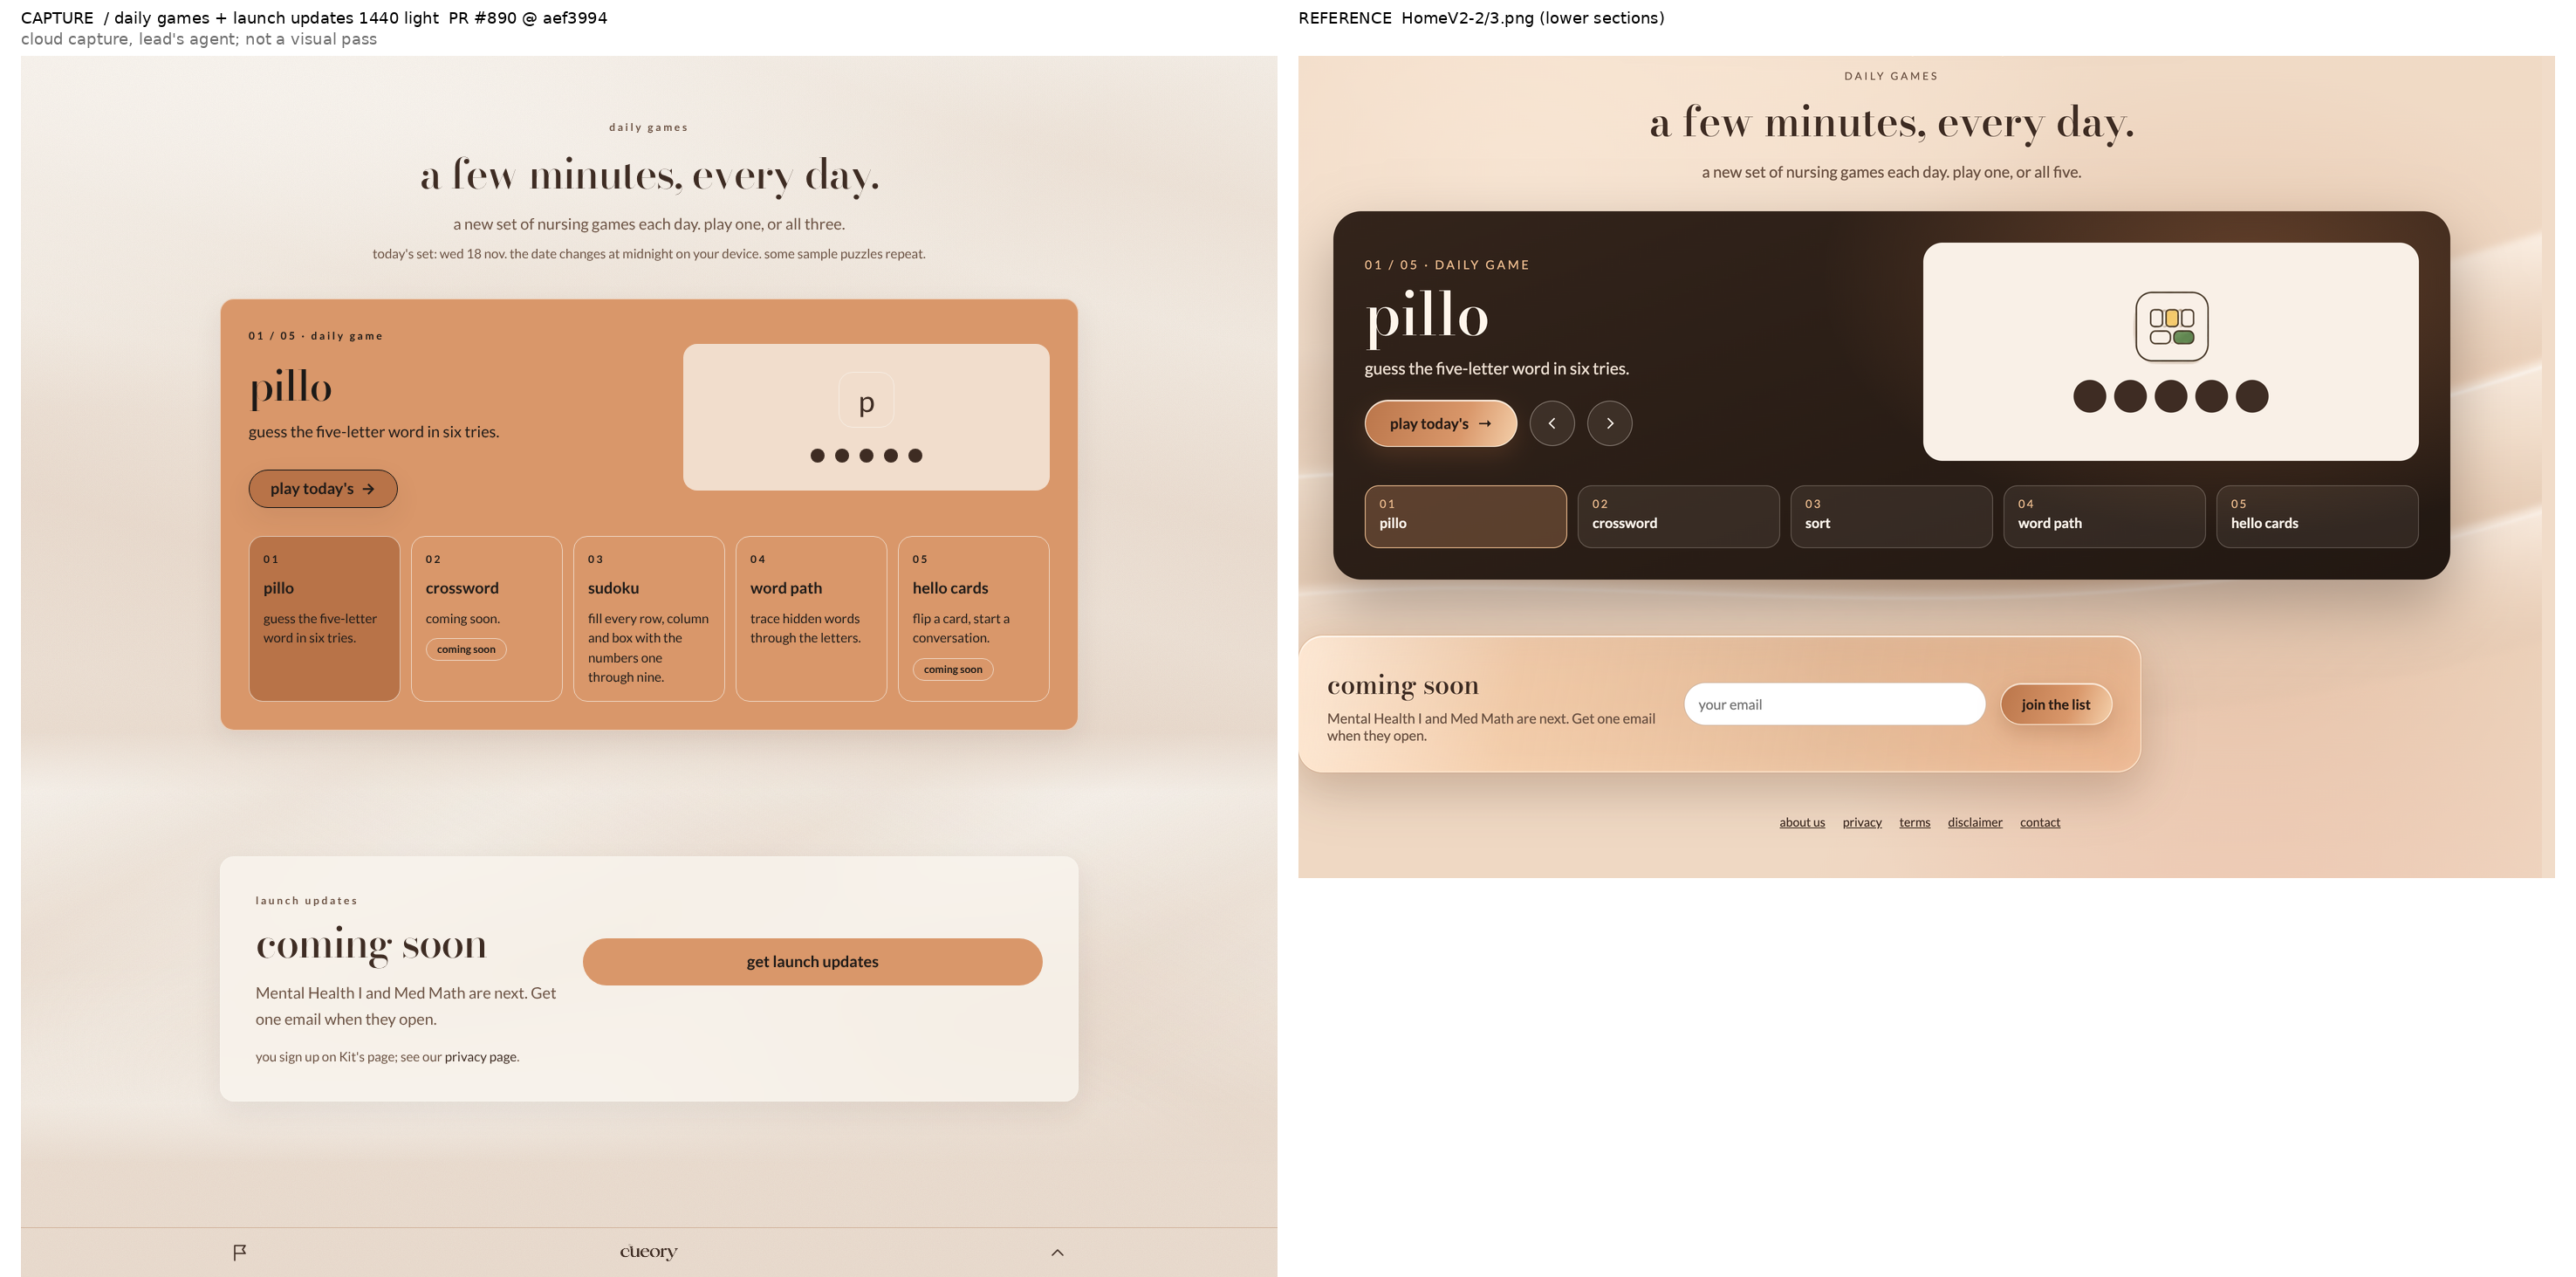 CAPTURE / daily games + launch updates 1440 light PR #890 @ aef3994
cloud capture, lead's agent; not a visual pass
daily games
a few minutes, every day.
a new set of nursing games each day. play one, or all three.
today's set: wed 18 nov. the date changes at midnight on your device. some sample puzzles repeat.
01 / 05 · daily game
pillo
guess the five-letter word in six tries.
play today's →
p
01
pillo
guess the five-letter
word in six tries.
02
crossword
coming soon.
coming soon
03
sudoku
fill every row, column
and box with the
numbers one
through nine.
04
word path
trace hidden words
through the letters.
05
hello cards
flip a card, start a
conversation.
coming soon
launch updates
coming soon
Mental Health I and Med Math are next. Get
one email when they open.
you sign up on Kit's page; see our privacy page.
get launch updates
cueory
REFERENCE HomeV2-2/3.png (lower sections)
DAILY GAMES
a few minutes, every day.
a new set of nursing games each day. play one, or all five.
01 / 05 · DAILY GAME
pillo
guess the five-letter word in six tries.
play today's →
01
pillo
02
crossword
03
sort
04
word path
05
hello cards
coming soon
Mental Health I and Med Math are next. Get one email
when they open.
your email
join the list
about us privacy terms disclaimer contact